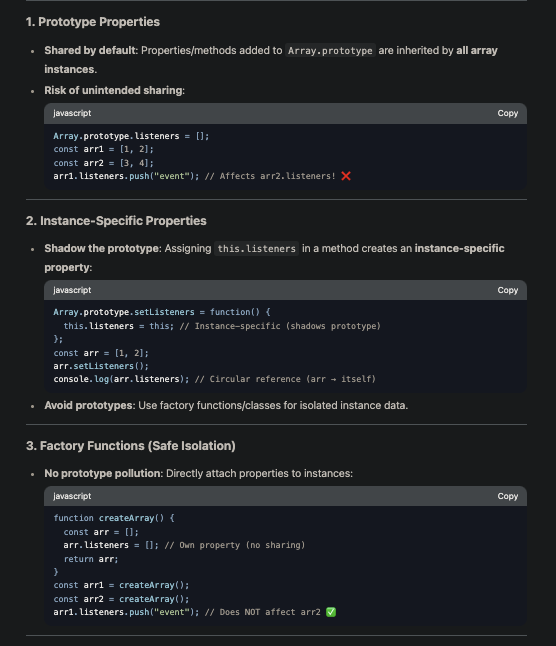 1. Prototype Properties
• Shared by default: Properties/methods added to Array.prototype are inherited by all array
instances.
• Risk of unintended sharing:
javascript Copy
Array.prototype.listeners = [];
const arr1 = [1, 2];
const arr2 = [3, 4];
arr1.listeners.push("event"); // Affects arr2.listeners! ❌
2. Instance-Specific Properties
• Shadow the prototype: Assigning this.listeners in a method creates an instance-specific
property:
javascript Copy
Array.prototype.setListeners = function() {
  this.listeners = this; // Instance-specific (shadows prototype)
};
const arr = [1, 2];
arr.setListeners();
console.log(arr.listeners); // Circular reference (arr → itself)
• Avoid prototypes: Use factory functions/classes for isolated instance data.
3. Factory Functions (Safe Isolation)
• No prototype pollution: Directly attach properties to instances:
javascript Copy
function createArray() {
  const arr = [];
  arr.listeners = []; // Own property (no sharing)
  return arr;
}
const arr1 = createArray();
const arr2 = createArray();
arr1.listeners.push("event"); // Does NOT affect arr2 ✅